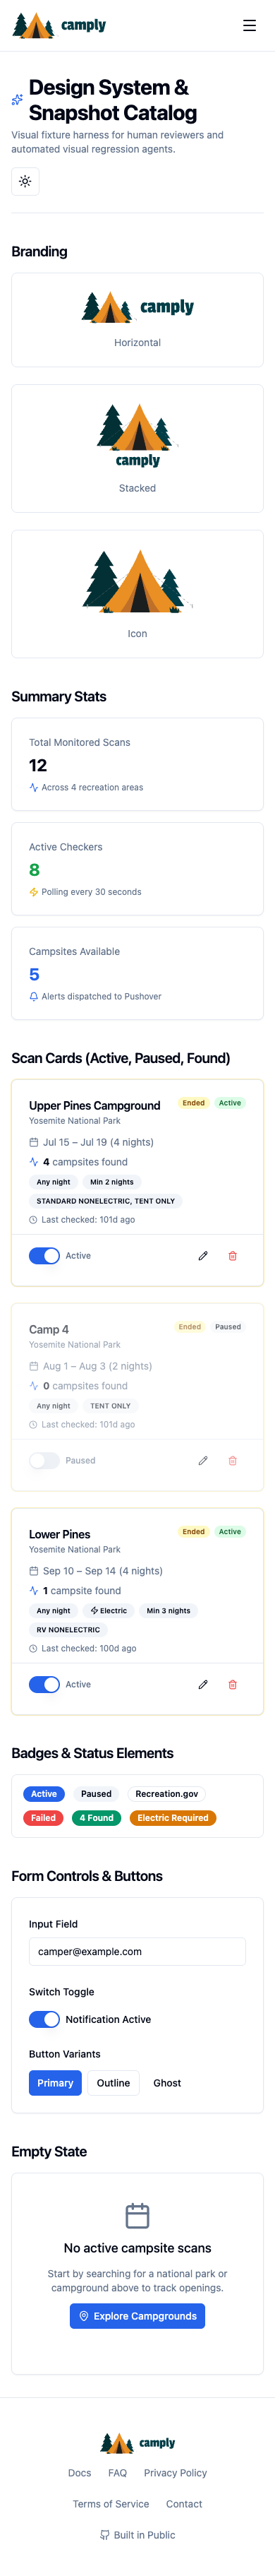 camply
Design System &
Snapshot Catalog
Visual fixture harness for human reviewers and
automated visual regression agents.
Branding
camply
Horizontal
camply
Stacked
Icon
Summary Stats
Total Monitored Scans
12
Across 4 recreation areas
Active Checkers
8
Polling every 30 seconds
Campsites Available
5
Alerts dispatched to Pushover
Scan Cards (Active, Paused, Found)
Upper Pines Campground Ended Active
Yosemite National Park
Jul 15 – Jul 19 (4 nights)
4 campsites found
Any night Min 2 nights
STANDARD NONELECTRIC, TENT ONLY
Last checked: 101d ago
Active
Camp 4 Ended Paused
Yosemite National Park
Aug 1 – Aug 3 (2 nights)
0 campsites found
Any night TENT ONLY
Last checked: 101d ago
Paused
Lower Pines Ended Active
Yosemite National Park
Sep 10 – Sep 14 (4 nights)
1 campsite found
Any night Electric Min 3 nights
RV NONELECTRIC
Last checked: 100d ago
Active
Badges & Status Elements
Active Paused Recreation.gov
Failed 4 Found Electric Required
Form Controls & Buttons
Input Field
camper@example.com
Switch Toggle
Notification Active
Button Variants
Primary Outline Ghost
Empty State
No active campsite scans
Start by searching for a national park or
campground above to track openings.
Explore Campgrounds
camply
Docs FAQ Privacy Policy
Terms of Service Contact
Built in Public